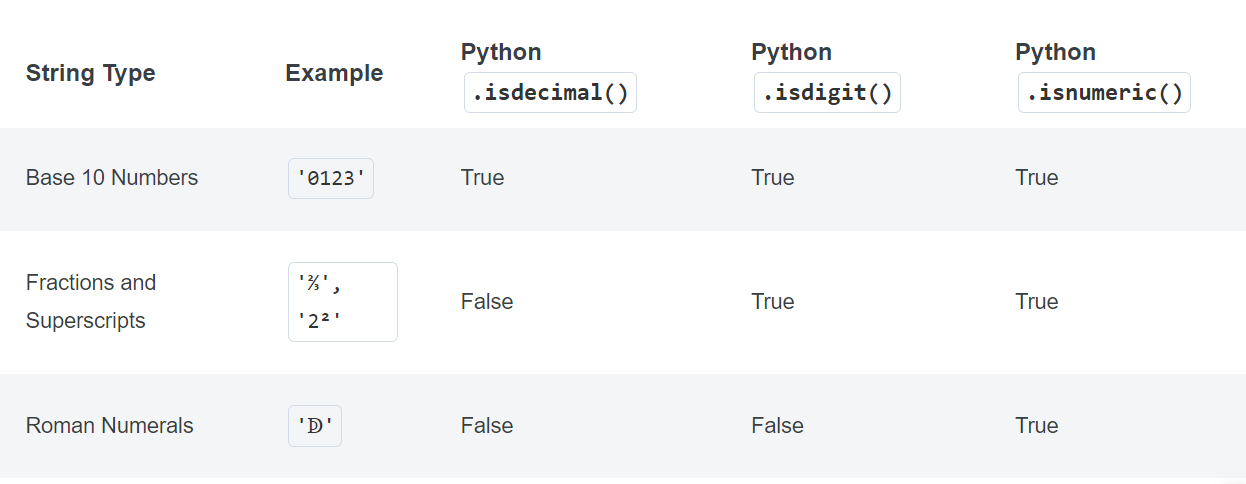 String Type Example Python .isdecimal() Python .isdigit() Python .isnumeric()
Base 10 Numbers '0123' True True True
Fractions and Superscripts '⅔', '2²' False True True
Roman Numerals 'ↁ' False False True